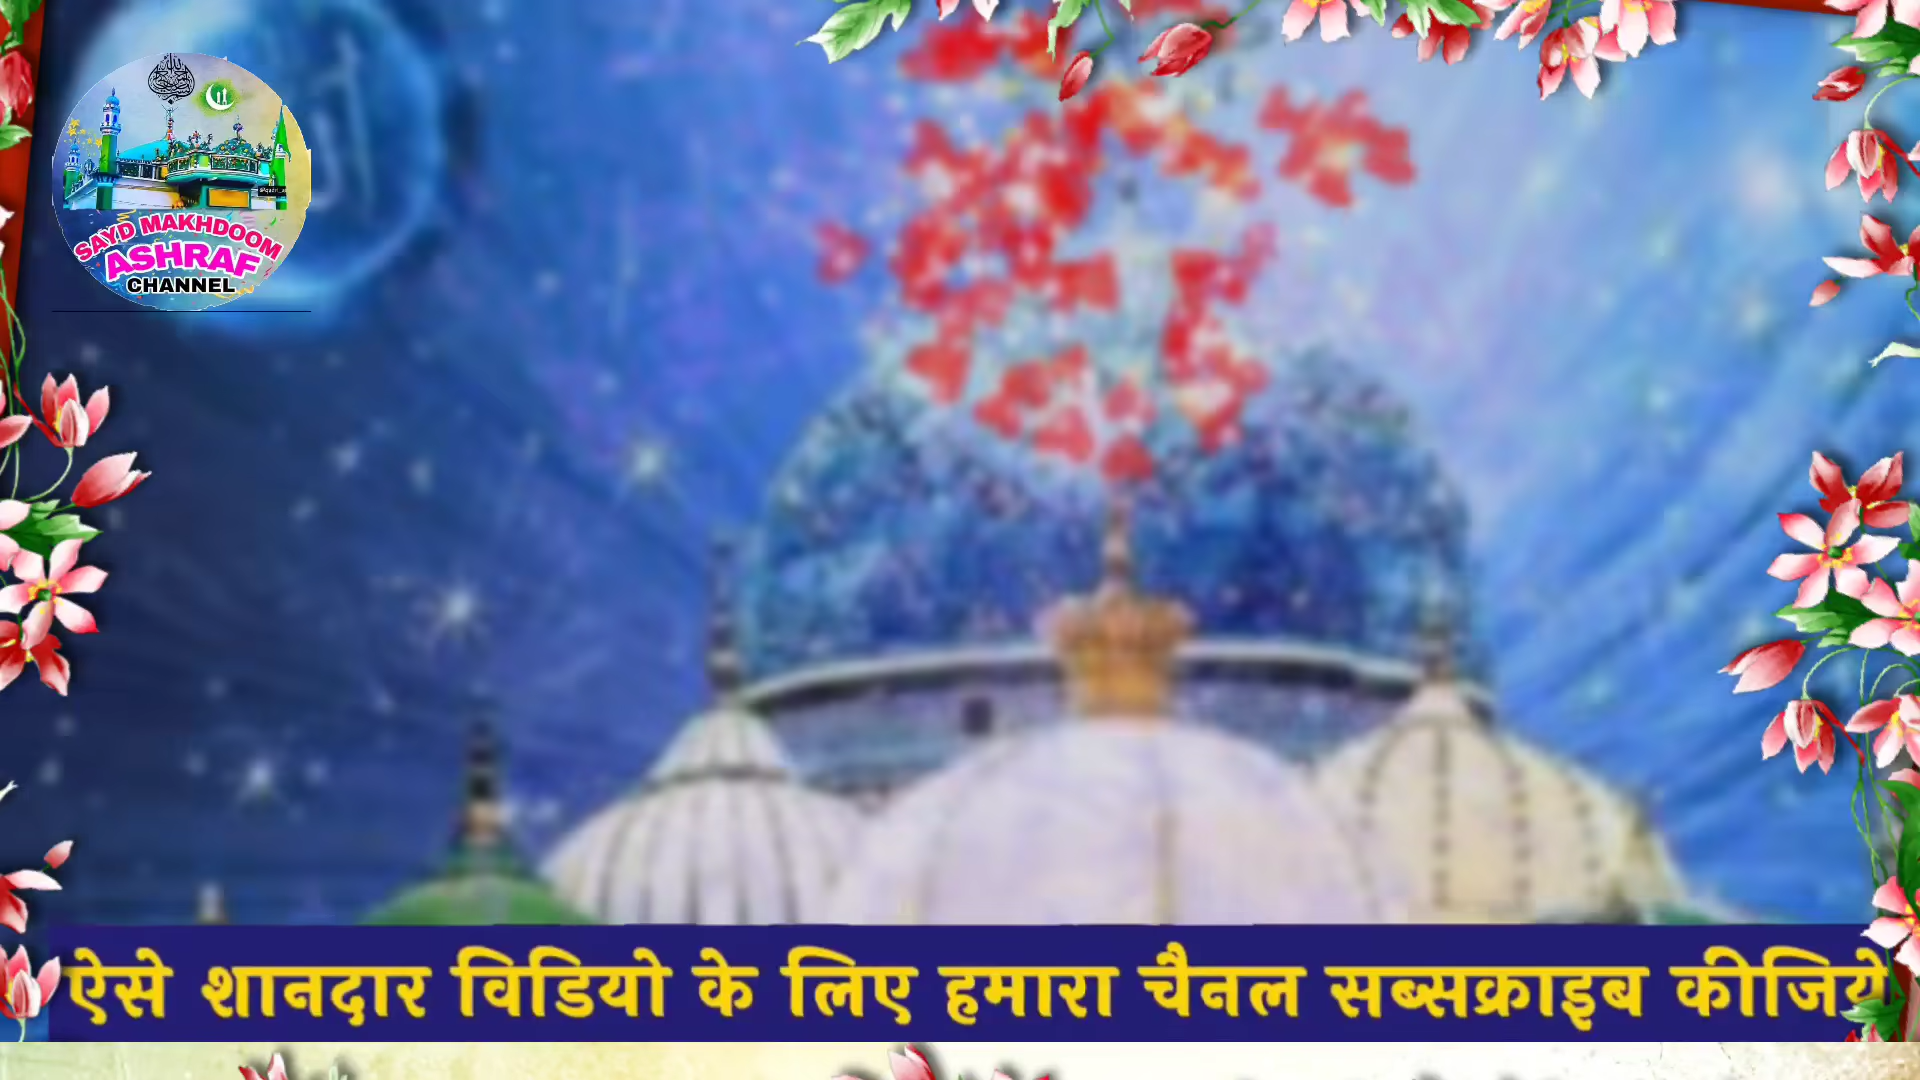 SAYD MAKHDOOM
ASHRAF
CHANNEL
ऐसे शानदार विडियो के लिए हमारा चैनल सब्सक्राइब कीजिये